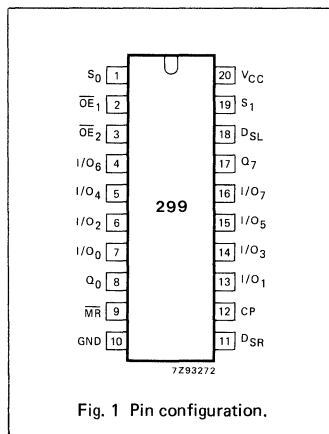 S0 1 20 VCC
OE1 2 19 S1
OE2 3 18 DSL
I/O6 4 17 Q7
I/O4 5 16 I/O7
I/O2 6 15 I/O5
299
I/O0 7 14 I/O3
Q0 8 13 I/O1
MR 9 12 CP
GND 10 11 DSR
7Z93272
Fig. 1 Pin configuration.